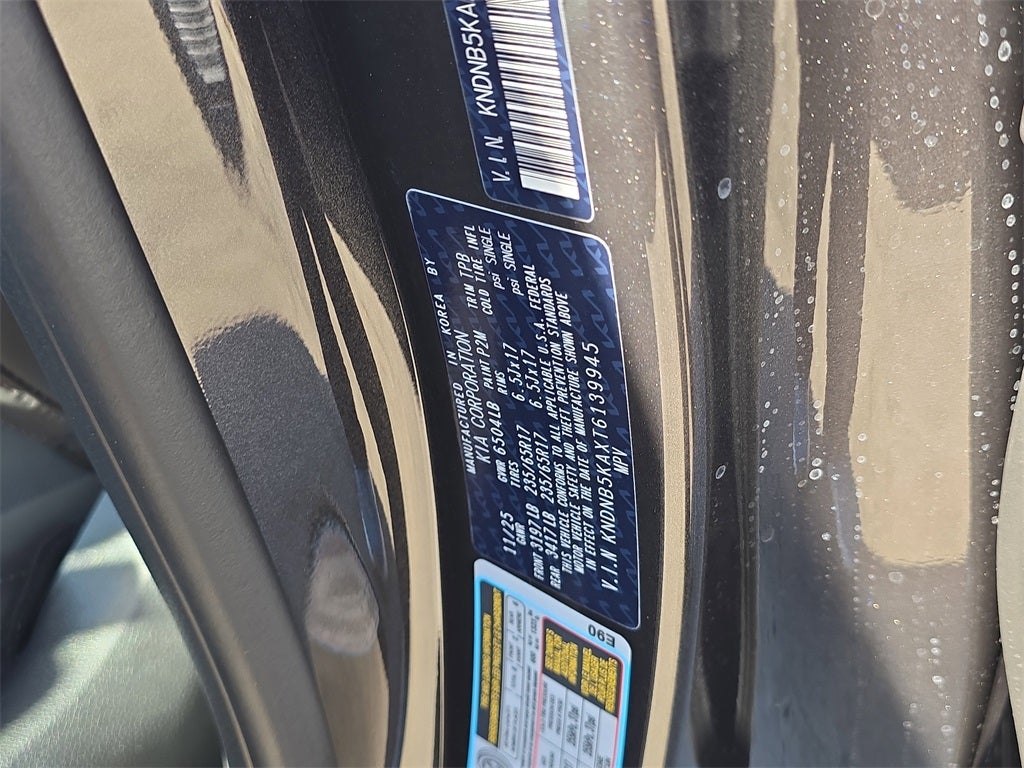 V.I.N. KNDNB5KA
MANUFACTURED IN KOREA BY
KIA CORPORATION
11/25 GVWR 6504LB PAINT P2M TRIM TPB
GAWR TIRES RIMS COLD TIRE INFL
FRONT 3197LB 235/65R17 6.5Jx17 psi SINGLE
REAR 3417LB 235/65R17 6.5Jx17 psi SINGLE
THIS VEHICLE CONFORMS TO ALL APPLICABLE U.S.A. FEDERAL
MOTOR VEHICLE SAFETY AND THEFT PREVENTION STANDARDS
IN EFFECT ON THE DATE OF MANUFACTURE SHOWN ABOVE
V.I.N KNDNB5KAXT6139945
MPV
E90